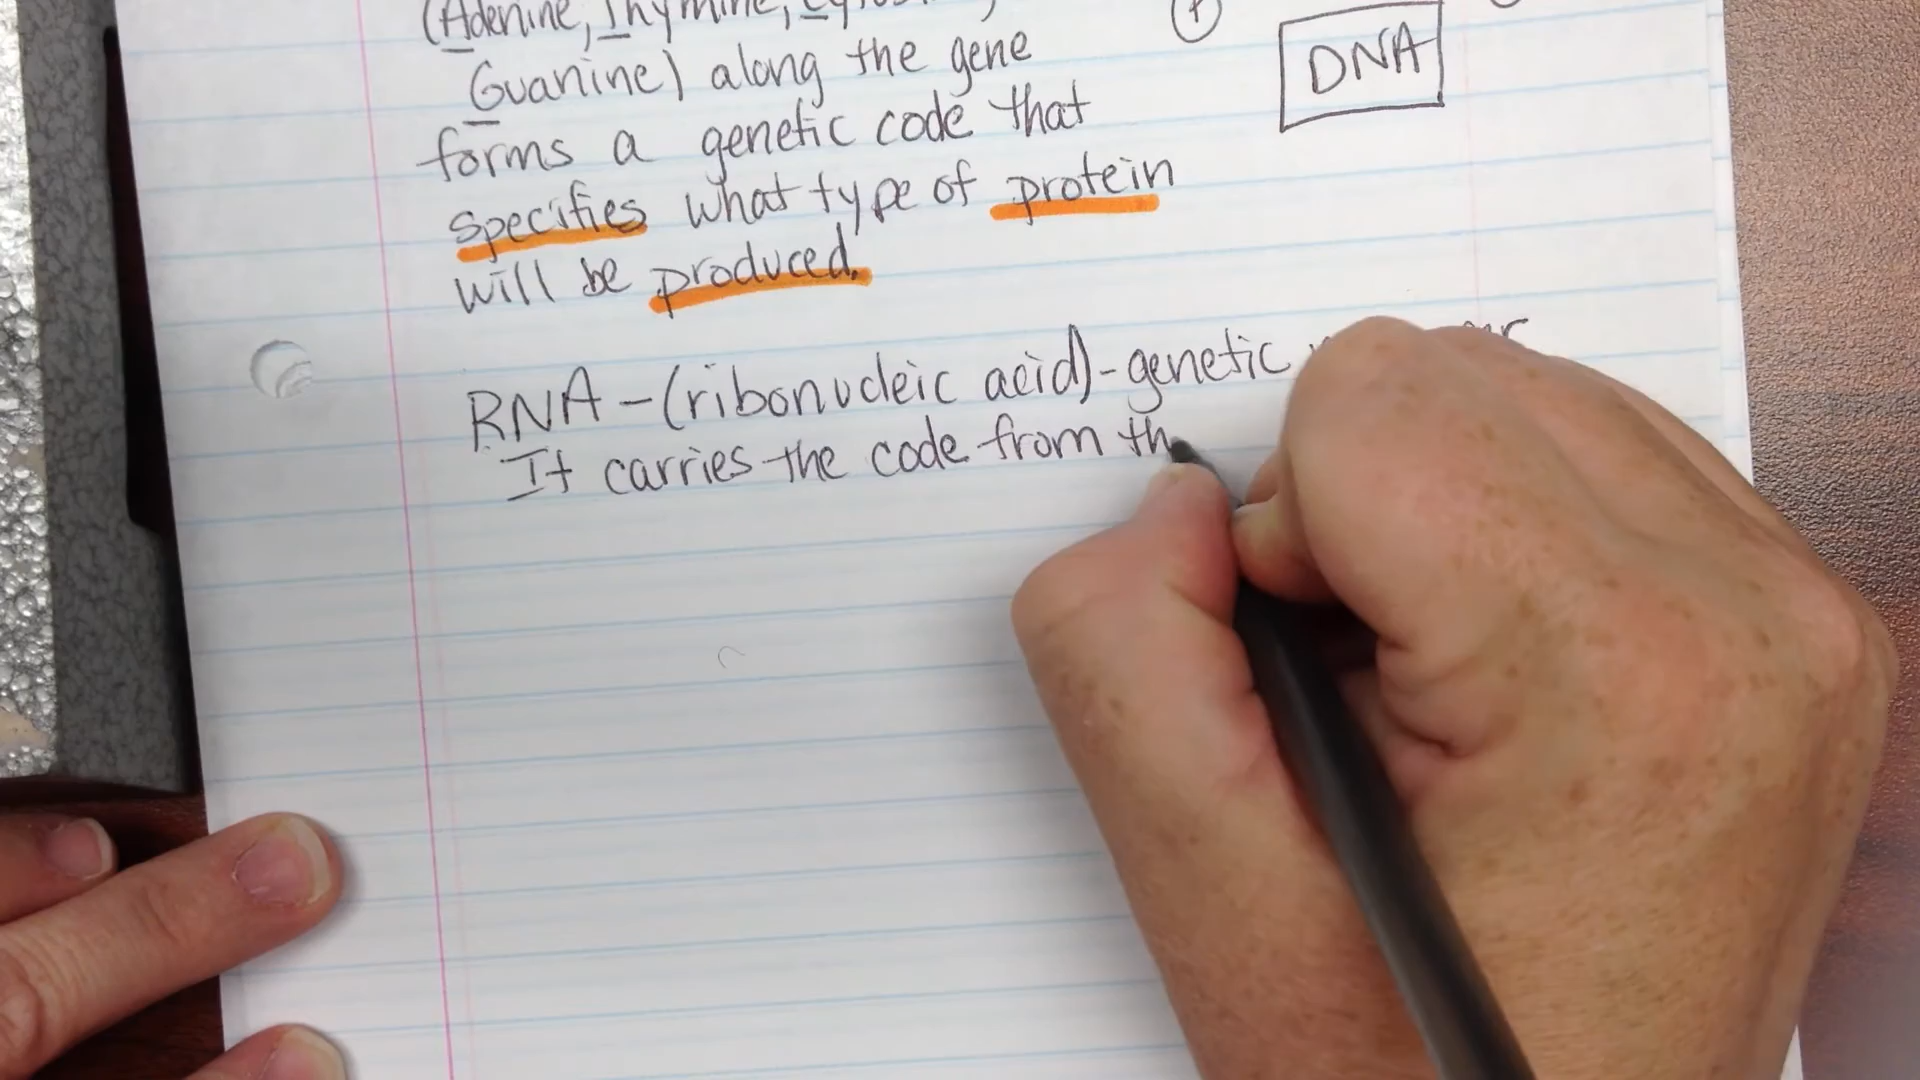 (Adenine, Thymine,
Guanine) along the gene
forms a genetic code that
specifies what type of protein
will be produced.
DNA
RNA - (ribonucleic acid) - genetic
It carries the code from th